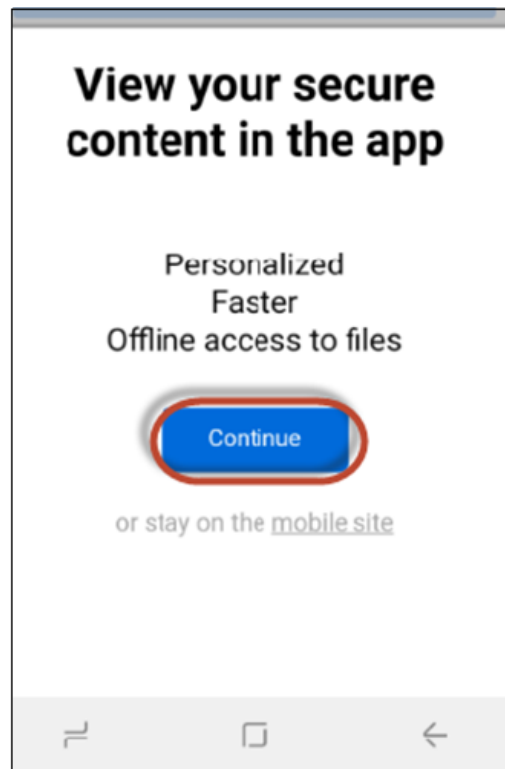 View your secure
content in the app
Personalized
Faster
Offline access to files
Continue
or stay on the mobile site